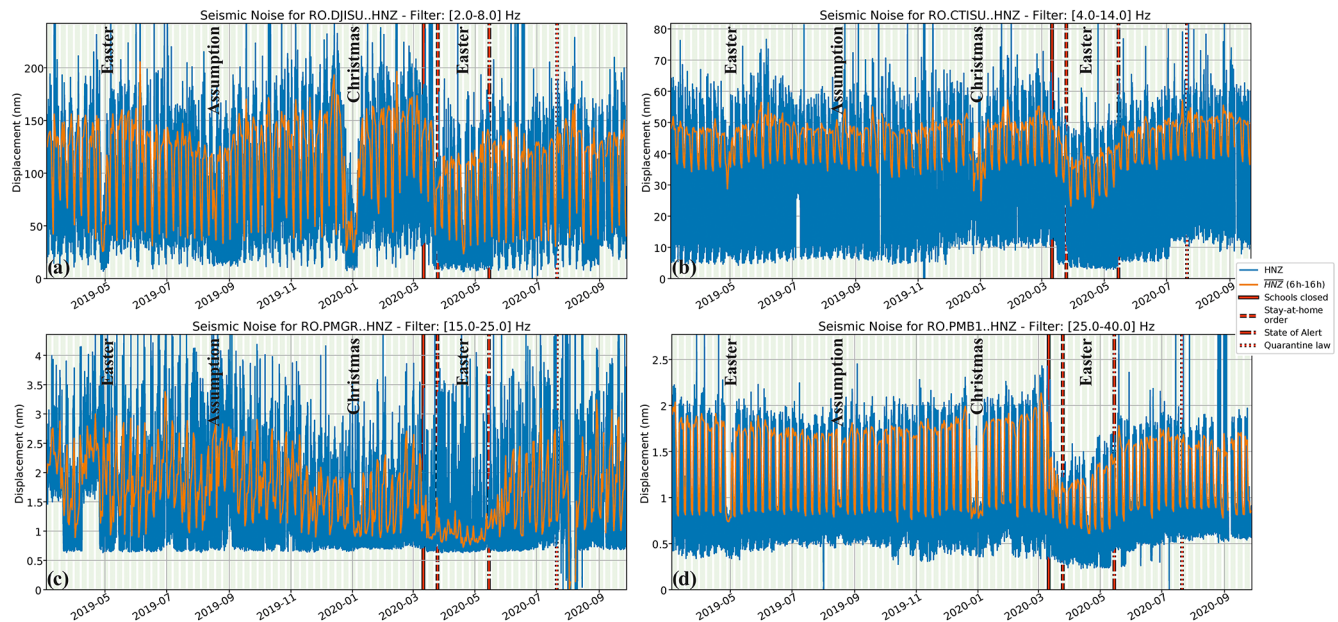 Seismic Noise for RO.DJISU..HNZ - Filter: [2.0-8.0] Hz
Displacement (nm)
200
150
100
50
0
Easter
Assumption
Christmas
Easter
(a)
2019-05
2019-07
2019-09
2019-11
2020-01
2020-03
2020-05
2020-07
2020-09
Seismic Noise for RO.CTISU..HNZ - Filter: [4.0-14.0] Hz
Displacement (nm)
80
70
60
50
40
30
20
10
0
Easter
Assumption
Christmas
Easter
(b)
2019-05
2019-07
2019-09
2019-11
2020-01
2020-03
2020-05
2020-07
2020-09
HNZ
HNZ (6h-16h)
Schools closed
Stay-at-home
order
State of Alert
Quarantine law
Seismic Noise for RO.PMGR..HNZ - Filter: [15.0-25.0] Hz
Displacement (nm)
4
3.5
3
2.5
2
1.5
1
0.5
0
Easter
Assumption
Christmas
Easter
(c)
2019-05
2019-07
2019-09
2019-11
2020-01
2020-03
2020-05
2020-07
2020-09
Seismic Noise for RO.PMB1..HNZ - Filter: [25.0-40.0] Hz
Displacement (nm)
2.5
2
1.5
1
0.5
0
Easter
Assumption
Christmas
Easter
(d)
2019-05
2019-07
2019-09
2019-11
2020-01
2020-03
2020-05
2020-07
2020-09